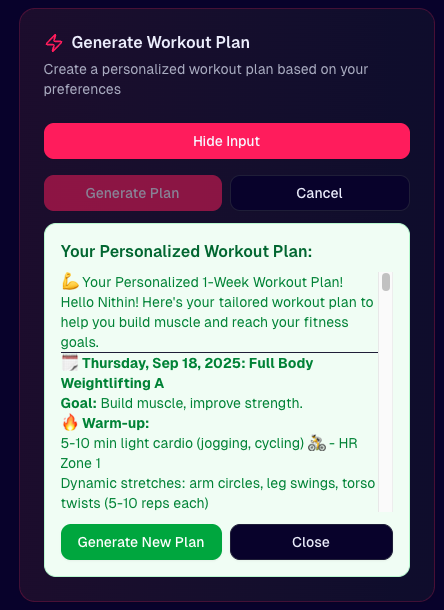 Generate Workout Plan
Create a personalized workout plan based on your
preferences
Hide Input
Generate Plan
Cancel
Your Personalized Workout Plan:
💪 Your Personalized 1-Week Workout Plan!
Hello Nithin! Here's your tailored workout plan to
help you build muscle and reach your fitness
goals.
🗓️ Thursday, Sep 18, 2025: Full Body
Weightlifting A
Goal: Build muscle, improve strength.
🔥 Warm-up:
5-10 min light cardio (jogging, cycling) 🚴 - HR
Zone 1
Dynamic stretches: arm circles, leg swings, torso
twists (5-10 reps each)
Generate New Plan
Close